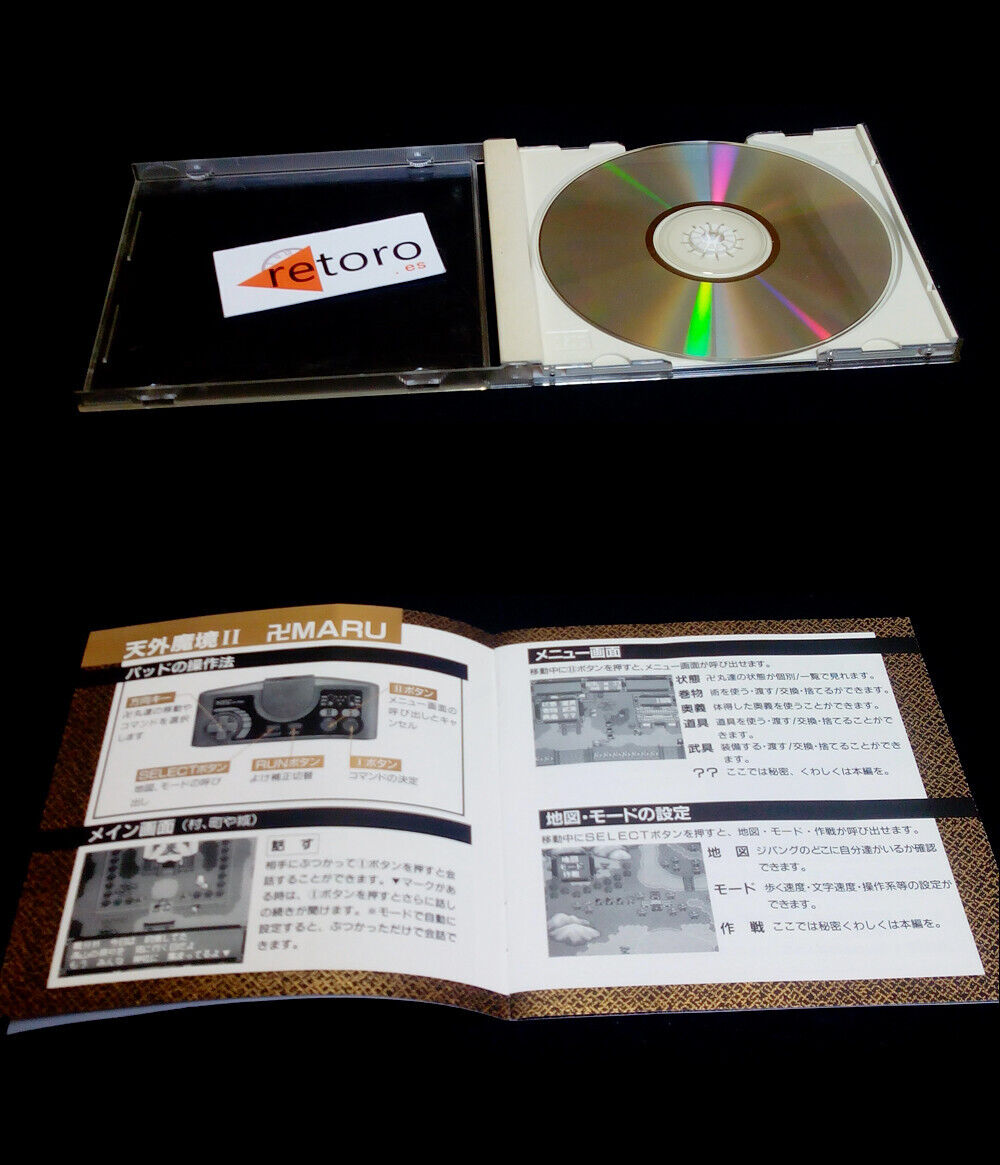 retoro
.es
天外魔境II 卍MARU
パッドの操作法
方向キー
卍丸達の移動や
コマンドを選択
します
IIボタン
メニュー画面の
呼び出しとキャ
ンセル
SELECTボタン
地図、モードの呼び
出し
RUNボタン
よけ補正切替
Iボタン
コマンドの決定
メイン画面(村、町や城)
話す
相手にぶつかってⒾボタンを押すと会
話することができます。▼マークがあ
る時は、Ⓘボタンを押すとさらに話し
の続きが聞けます。※モードで自動に
設定すると、ぶつかっただけで会話で
きます。
メニュー画面
移動中にⅡボタンを押すと、メニュー画面が呼び出せます。
状態 卍丸達の状態が個別/一覧で見れます。
巻物 術を使う・渡す/交換・捨てるができます。
奥義 体得した奥義を使うことができます。
道具 道具を使う・渡す/交換・捨てることがで
きます。
武具 装備する・渡す/交換・捨てることができ
ます。
?? ここでは秘密、くわしくは本編を。
地図・モードの設定
移動中にSELECTボタンを押すと、地図・モード・作戦が呼び出せます。
地図 ジパングのどこに自分達がいるか確認
できます。
モード 歩く速度・文字速度・操作系等の設定が
できます。
作戦 ここでは秘密くわしくは本編を。